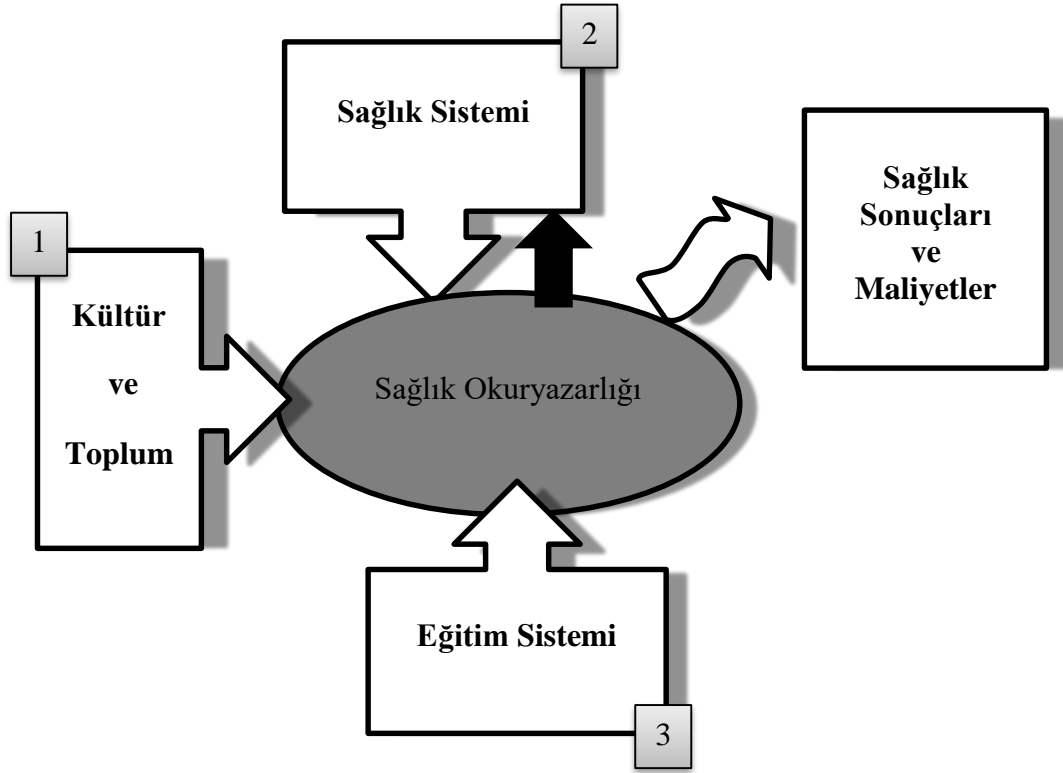 2
Sağlık Sistemi
Sağlık
Sonuçları
ve
Maliyetler
1
Kültür
ve
Toplum
Sağlık Okuryazarlığı
Eğitim Sistemi
3